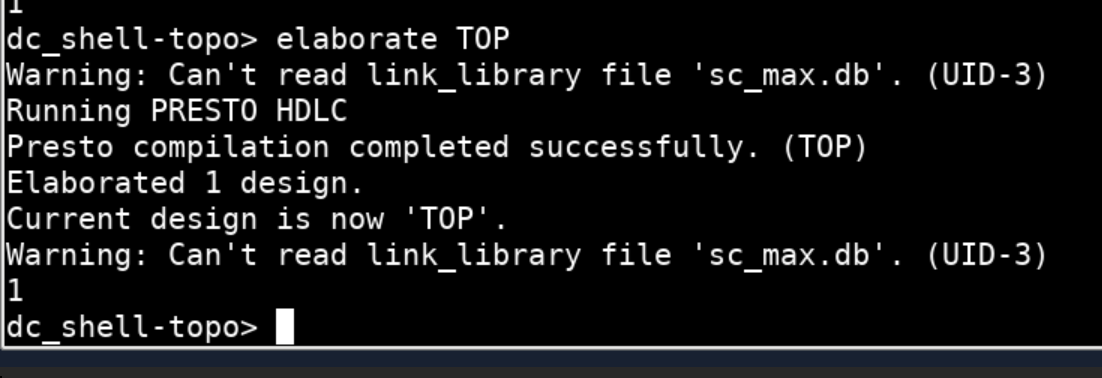 1
dc_shell-topo> elaborate TOP
Warning: Can't read link_library file 'sc_max.db'. (UID-3)
Running PRESTO HDLC
Presto compilation completed successfully. (TOP)
Elaborated 1 design.
Current design is now 'TOP'.
Warning: Can't read link_library file 'sc_max.db'. (UID-3)
1
dc_shell-topo>